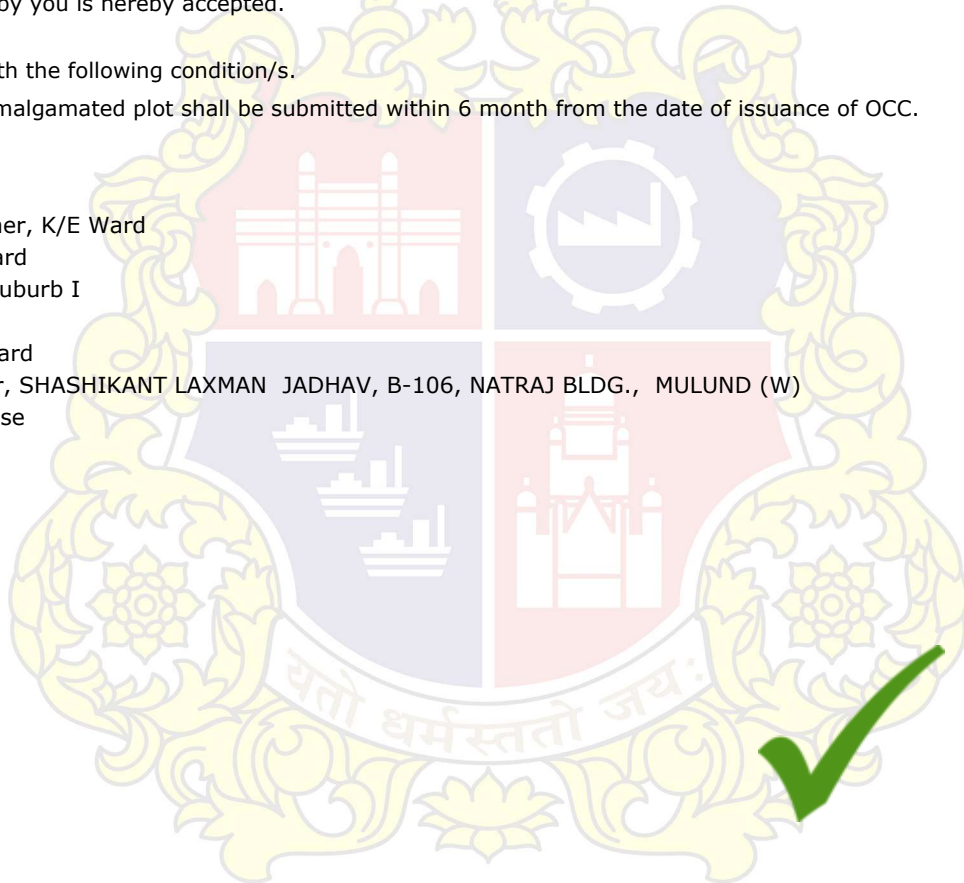 by you is hereby accepted.
th the following condition/s.
malgamated plot shall be submitted within 6 month from the date of issuance of OCC.
ner, K/E Ward
ard
uburb I
ard
r, SHASHIKANT LAXMAN JADHAV, B-106, NATRAJ BLDG., MULUND (W)
se
यतो धर्मस्ततो जय: